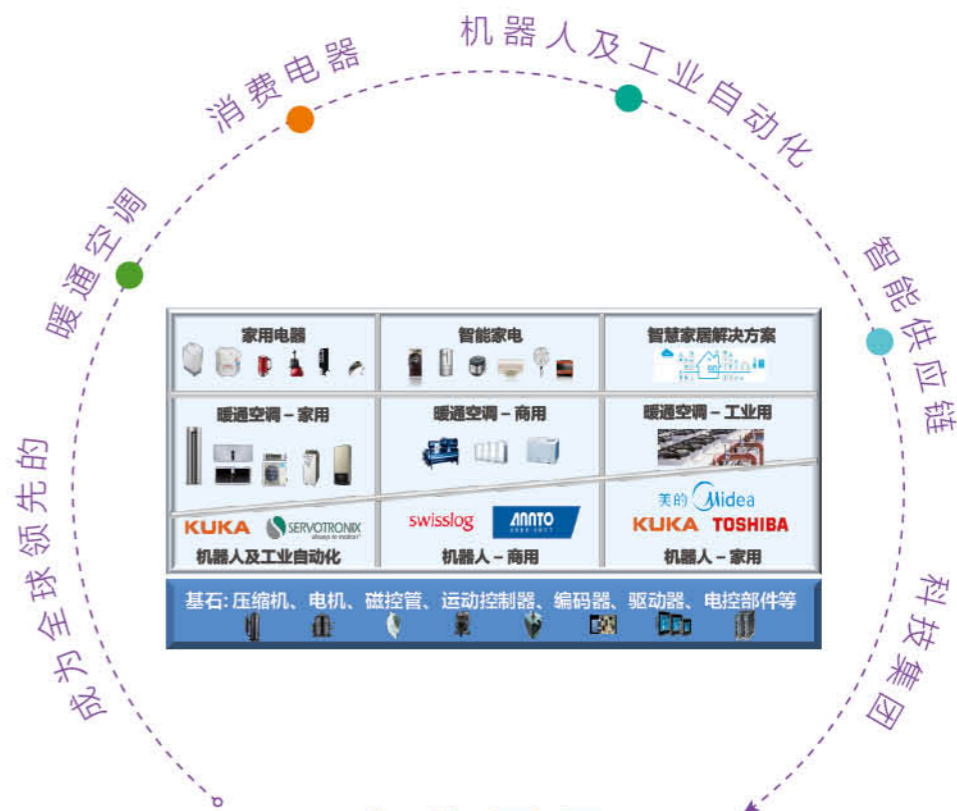 成为全球领先的
暖通空调
消费电器
机器人及工业自动化
智能供应链
科技集团
家用电器
智能家电
智慧家居解决方案
暖通空调 – 家用
暖通空调 – 商用
暖通空调 – 工业用
KUKA
SERVOTRONIX
always in motion
机器人及工业自动化
swisslog
ANNTO
机器人 – 商用
美的 Midea
KUKA TOSHIBA
机器人 – 家用
基石: 压缩机、电机、磁控管、运动控制器、编码器、驱动器、电控部件等